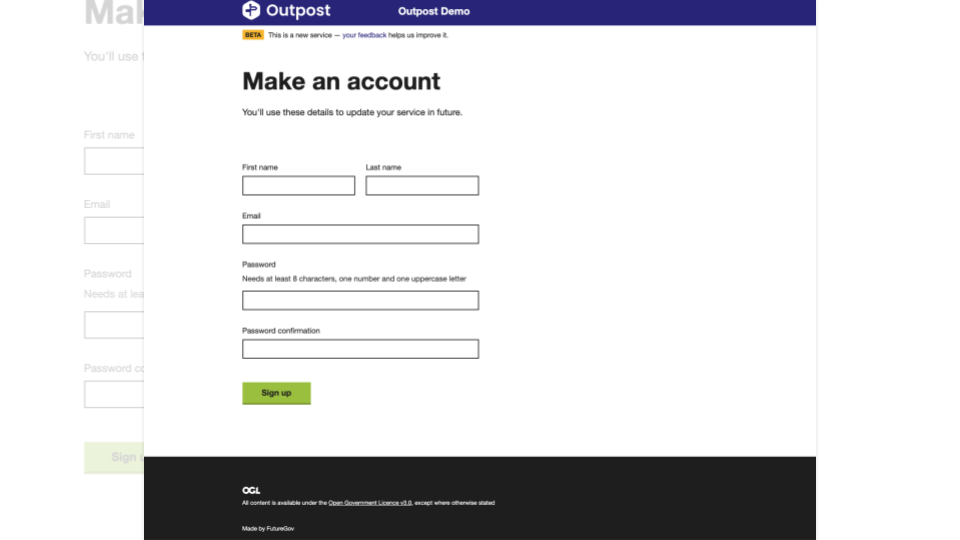 Outpost
Outpost Demo
BETA This is a new service — your feedback helps us improve it.
Make an account
You'll use these details to update your service in future.
First name Last name
Email
Password
Needs at least 8 characters, one number and one uppercase letter
Password confirmation
Sign up
OGL
All content is available under the Open Government Licence v3.0, except where otherwise stated
Made by FutureGov
You'll use
First name
Email
Password
Needs at
Password
Sign